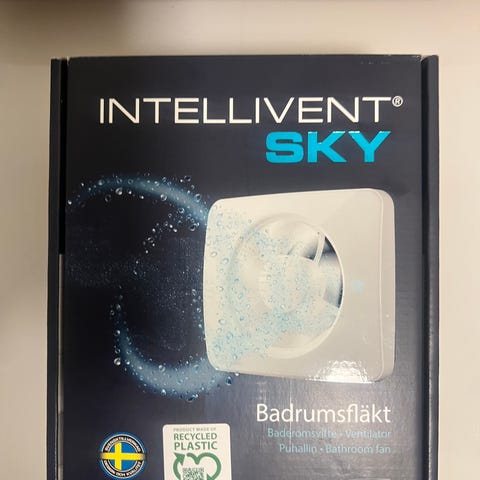 INTELLIVENT®
SKY
Badrumsfläkt
Baderomsvifte • Ventilator
Puhallin • Bathroom fan
PRODUCT MADE OF
RECYCLED
PLASTIC